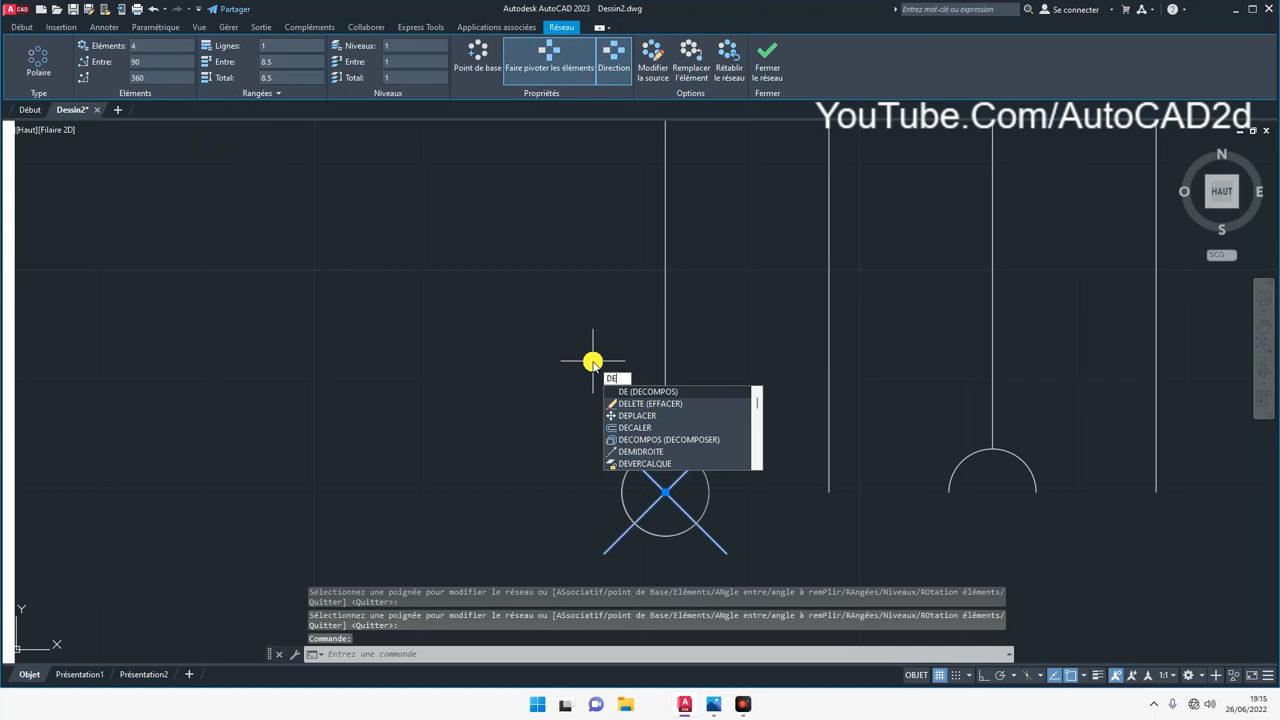 CAD
Partager
Autodesk AutoCAD 2023 Dessin2.dwg
Entrez mot-clé ou expression
Se connecter
Début Insertion Annoter Paramétrique Vue Gérer Sortie Compléments Collaborer Express Tools Applications associées Réseau
Polaire
Type
Eléments: 4
Entre: 90
360
Eléments
Lignes: 1
Entre: 8.5
Total: 8.5
Rangées
Niveaux: 1
Entre: 1
Total: 1
Niveaux
Point de base
Faire pivoter les éléments
Direction
Propriétés
Modifier la source
Remplacer l'élément
Rétablir le réseau
Options
Fermer le réseau
Fermer
Début Dessin2*
YouTube.Com/AutoCAD2d
[Haut][Filaire 2D]
N
O
HAUT
E
S
SCG
DE
DE (DECOMPOS)
DELETE (EFFACER)
DEPLACER
DECALER
DECOMPOS (DECOMPOSER)
DEMIDROITE
DEVERCALQUE
Sélectionnez une poignée pour modifier le réseau ou [ASsociatif/point de Base/Eléments/ANgle entre/angle à remPlir/RAngées/Niveaux/ROtation éléments/
Quitter] <Quitter>:
Sélectionnez une poignée pour modifier le réseau ou [ASsociatif/point de Base/Eléments/ANgle entre/angle à remPlir/RAngées/Niveaux/ROtation éléments/
Quitter] <Quitter>:
Commande:
Entrez une commande
Y
X
Objet Présentation1 Présentation2
OBJET
1:1
19:15
26/06/2022